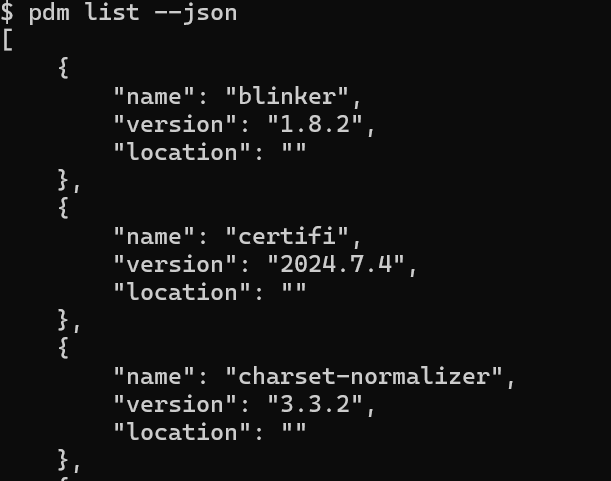 $ pdm list --json
[
    {
        "name": "blinker",
        "version": "1.8.2",
        "location": ""
    },
    {
        "name": "certifi",
        "version": "2024.7.4",
        "location": ""
    },
    {
        "name": "charset-normalizer",
        "version": "3.3.2",
        "location": ""
    },
    {